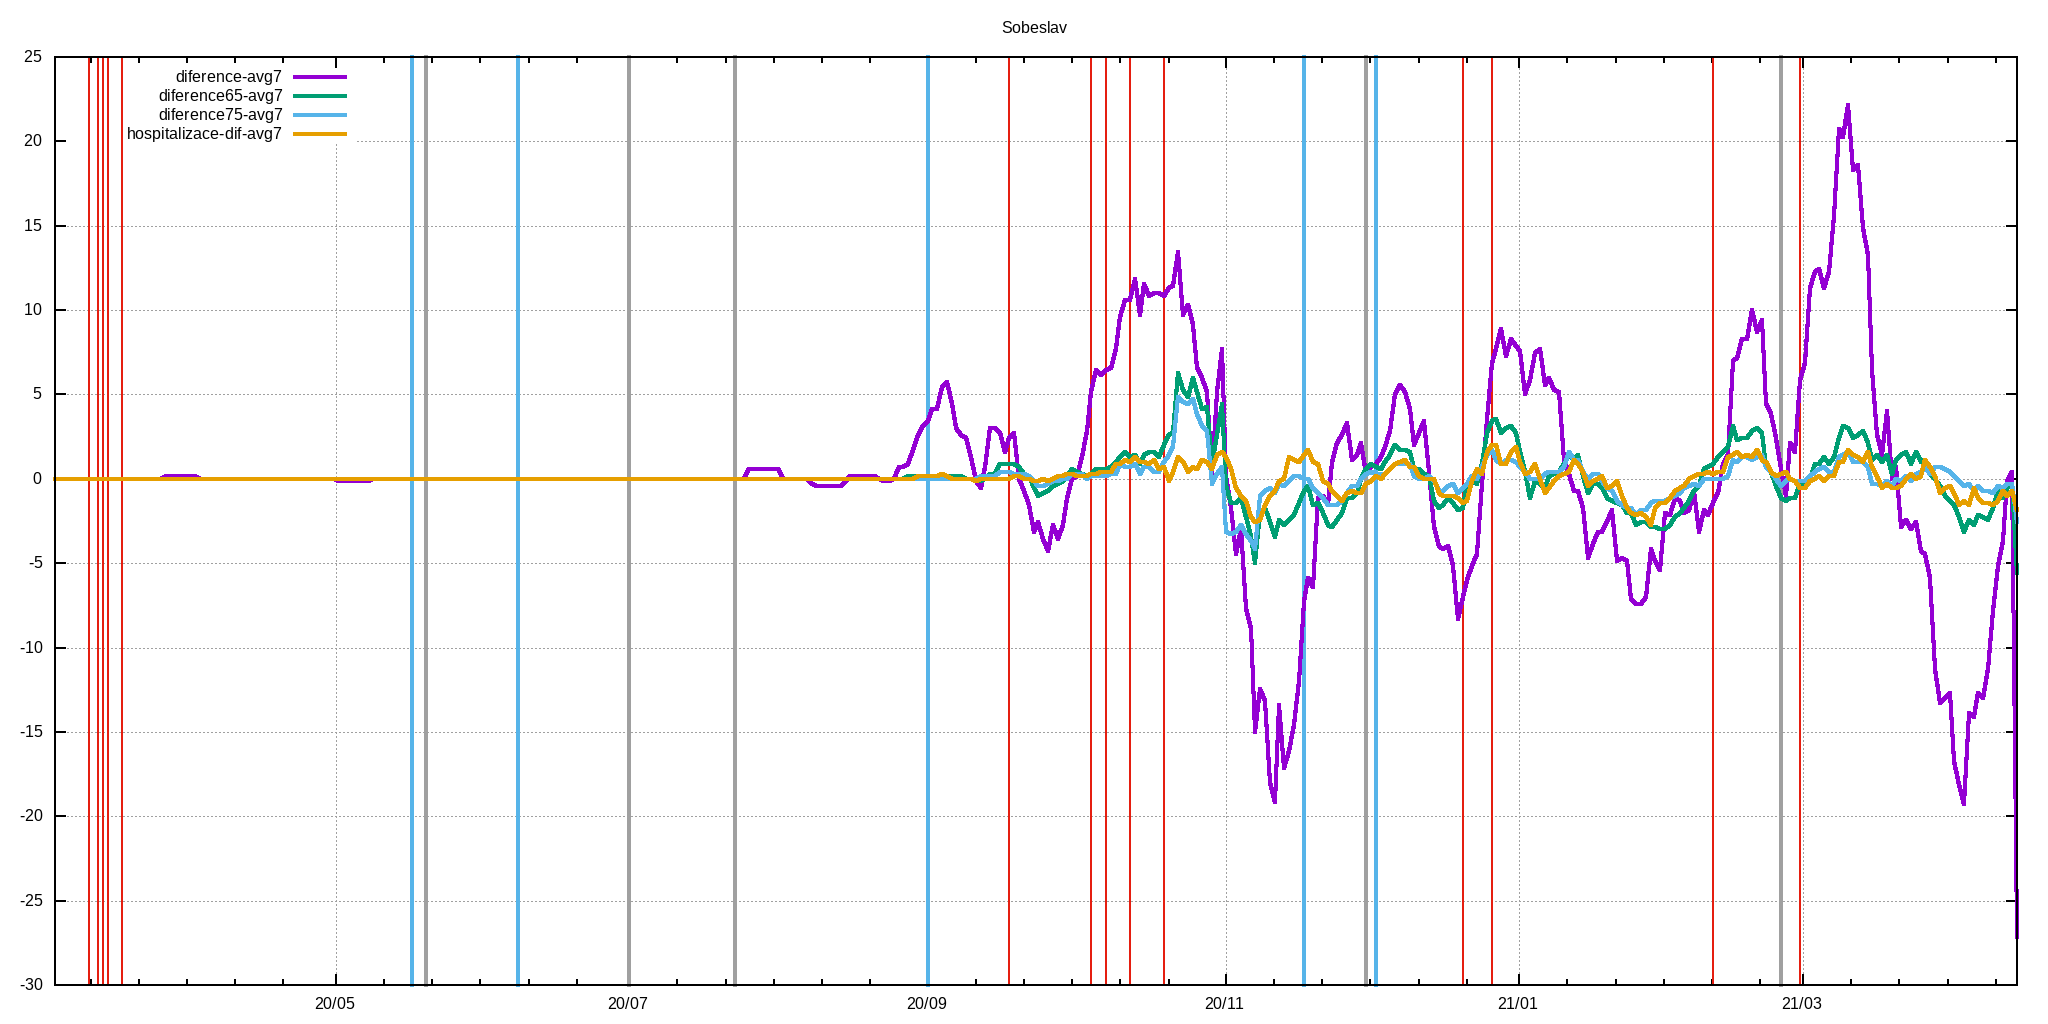 Sobeslav
25
diference-avg7
diference65-avg7
diference75-avg7
hospitalizace-dif-avg7
20
15
10
5
0
-5
-10
-15
-20
-25
-30
20/05 20/07 20/09 20/11 21/01 21/03